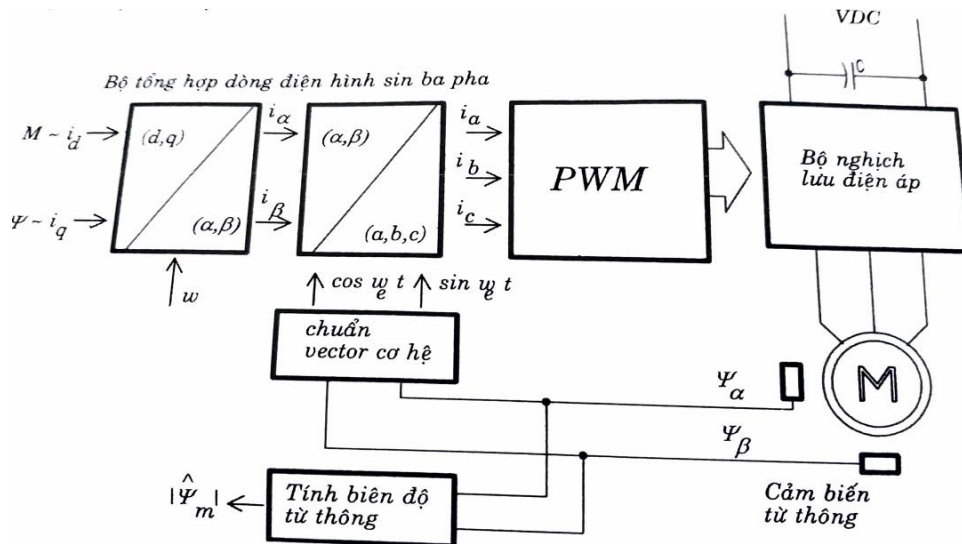 VDC
C
Bộ tổng hợp dòng điện hình sin ba pha
M ~ i_d
(d,q)
(α,β)
Ψ ~ i_q
w
i_α
i_β
(α,β)
(a,b,c)
i_a
i_b
i_c
PWM
Bộ nghịch
lưu điện áp
cos w_e t
sin w_e t
chuẩn
vector cơ hệ
M
Ψ_α
Ψ_β
|Ψ̂_m|
Tính biên độ
từ thông
Cảm biến
từ thông